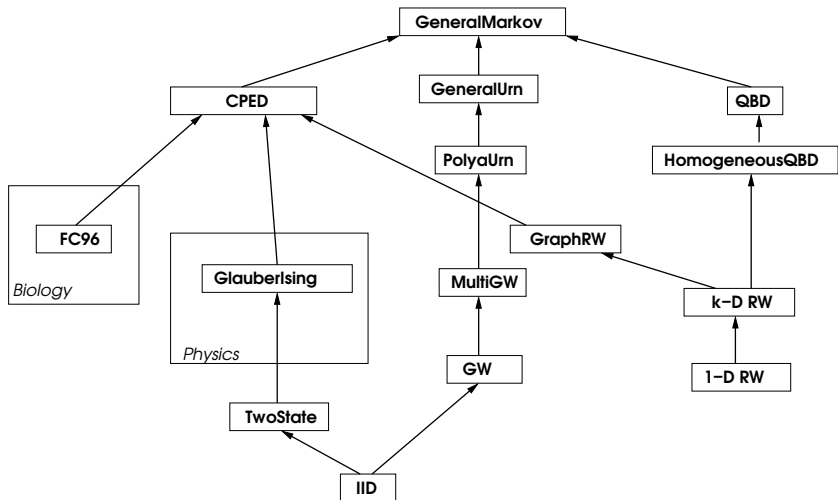 GeneralMarkov
GeneralUrn
CPED
QBD
PolyaUrn
HomogeneousQBD
FC96
GraphRW
GlauberIsing
MultiGW
Biology
k–D RW
Physics
GW
1–D RW
TwoState
IID